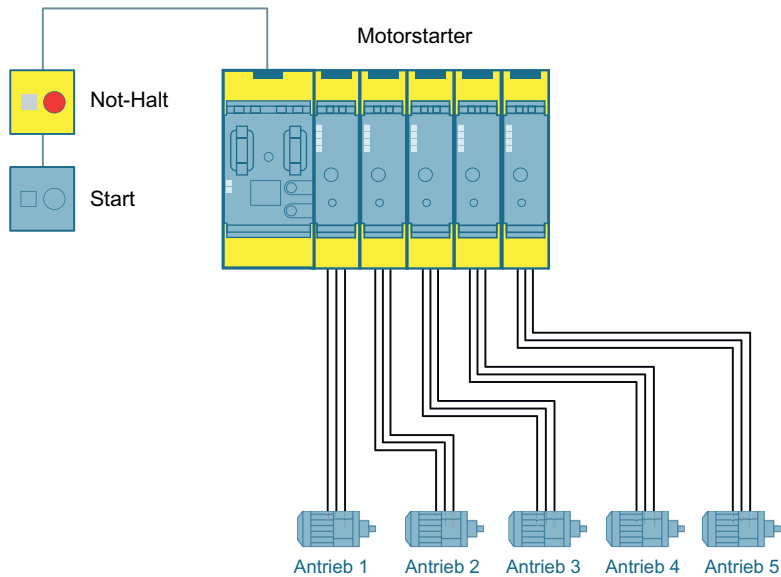 Motorstarter
Not-Halt
Start
Antrieb 1
Antrieb 2
Antrieb 3
Antrieb 4
Antrieb 5